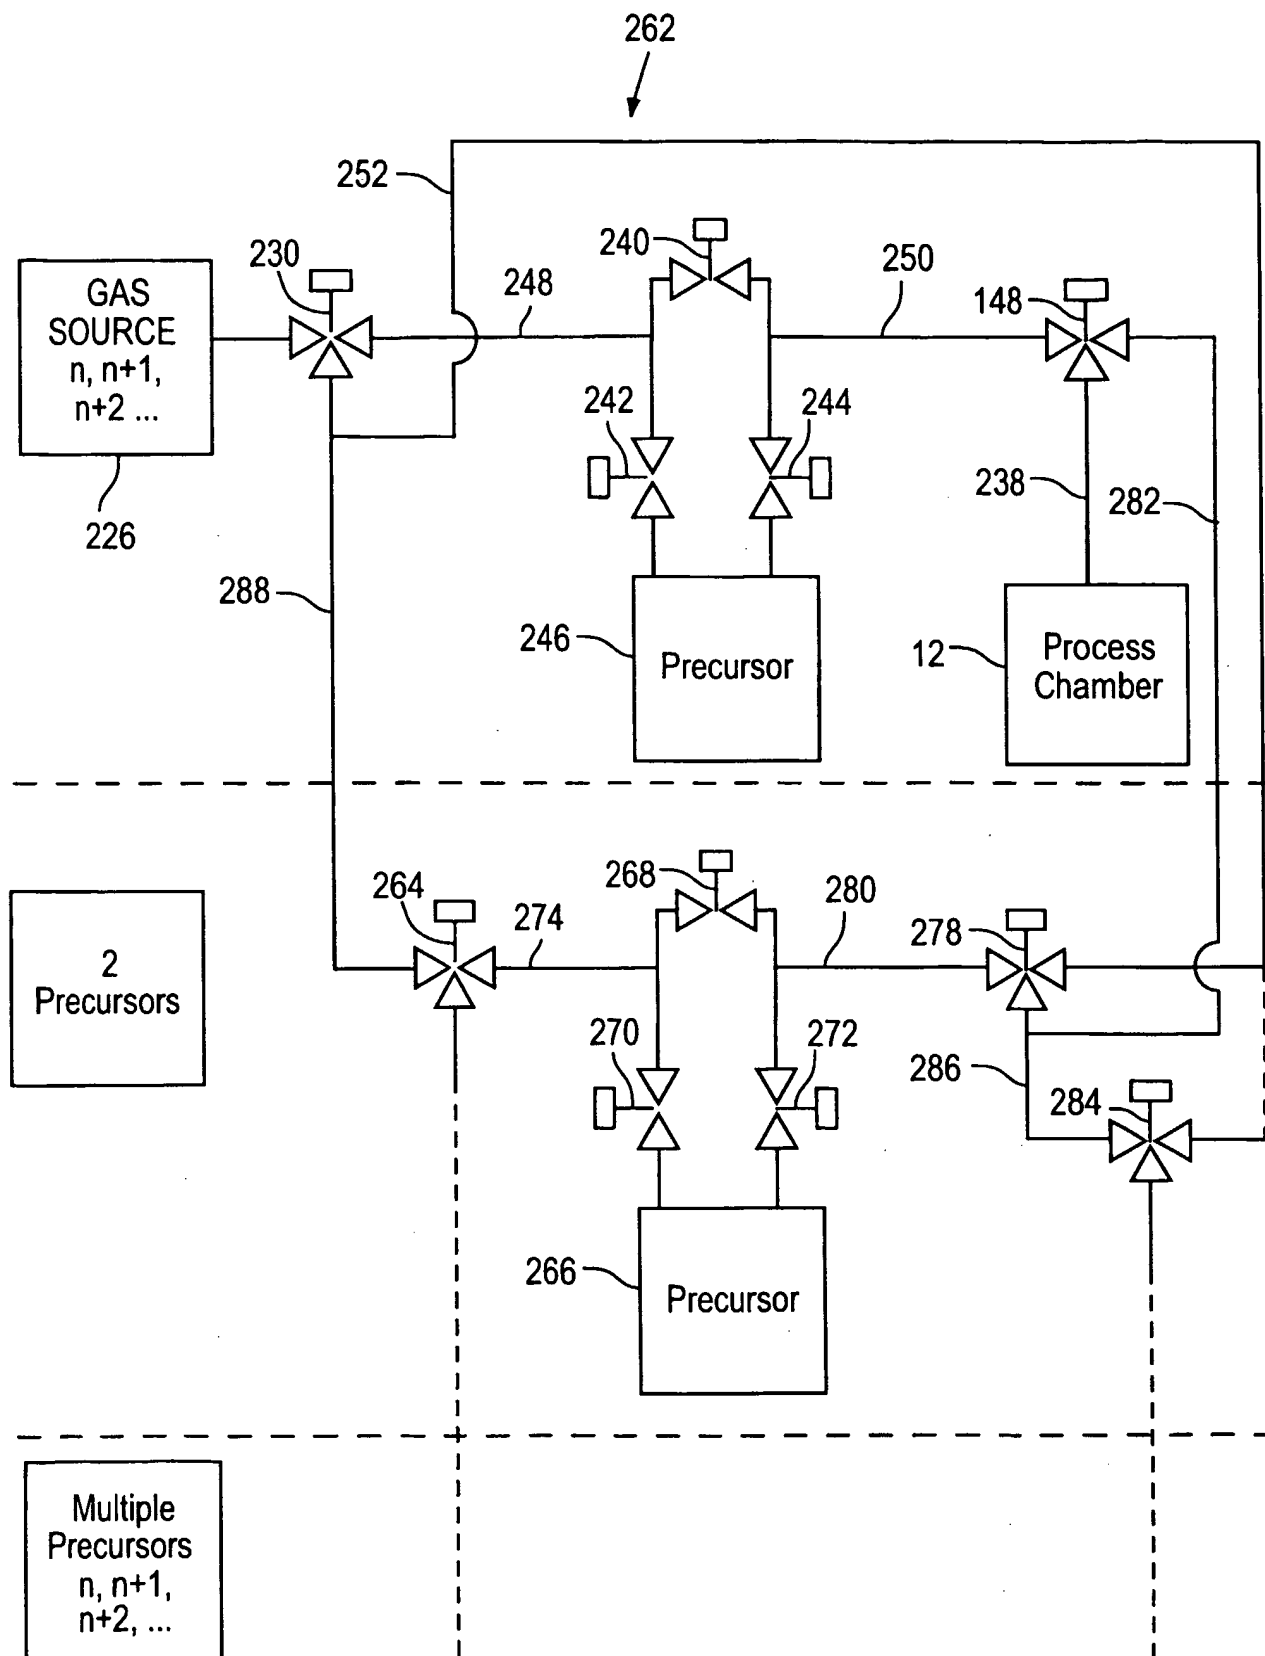 262
252
230
240
250
148
248
GAS
SOURCE
n, n+1,
n+2 ...
226
242
244
238
282
288
246
Precursor
12
Process
Chamber
264
274
268
280
278
2
Precursors
270
272
286
284
266
Precursor
Multiple
Precursors
n, n+1,
n+2, ...